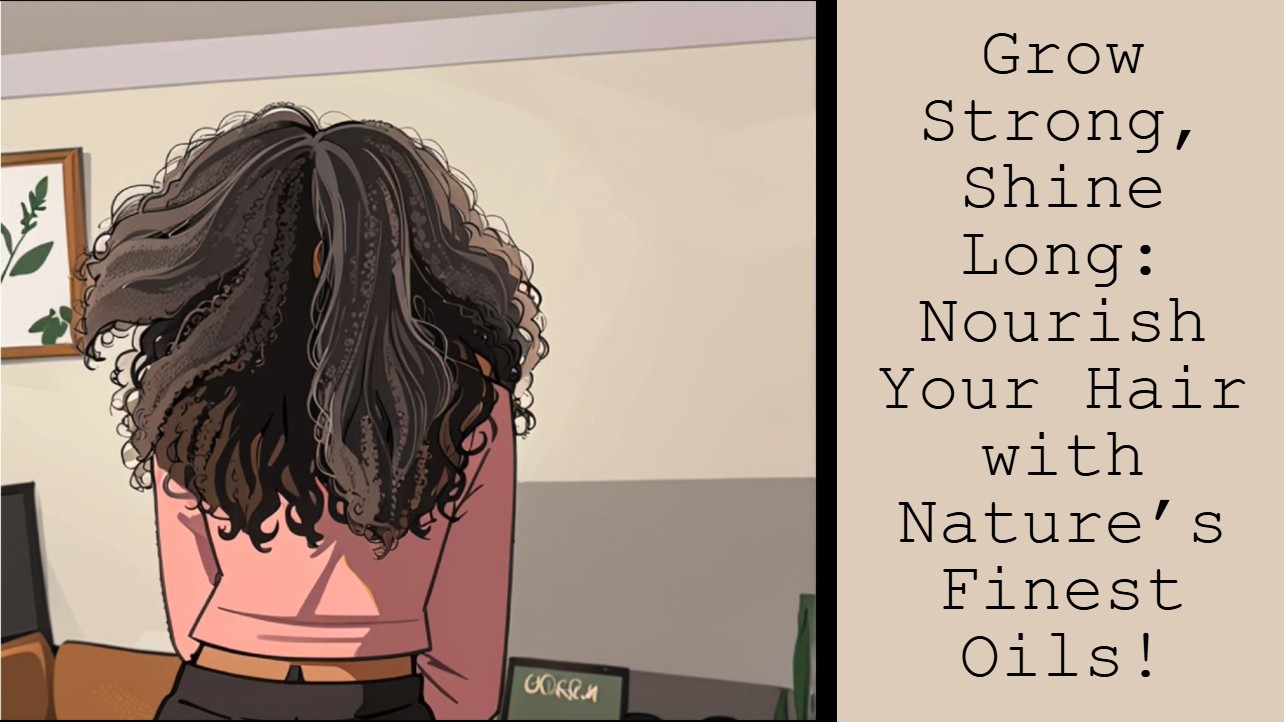 Grow
Strong,
Shine
Long:
Nourish
Your Hair
with
Nature’s
Finest
Oils!